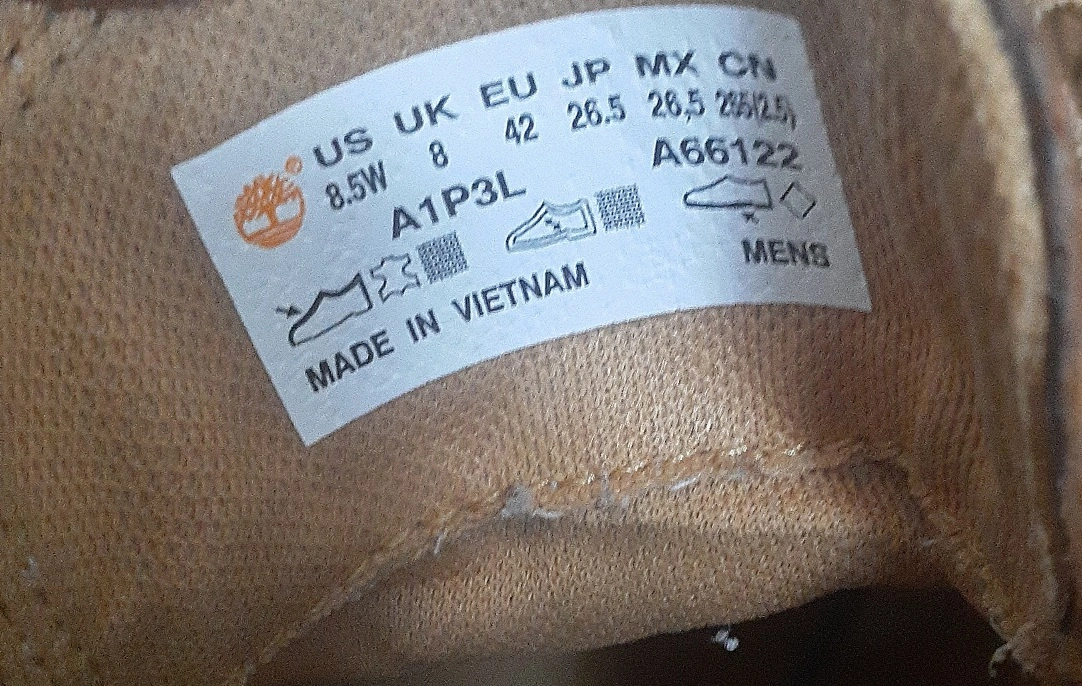 US UK EU JP MX CN
8.5W 8 42 26.5 26,5 265(2.5)
A1P3L A66122
MADE IN VIETNAM MENS